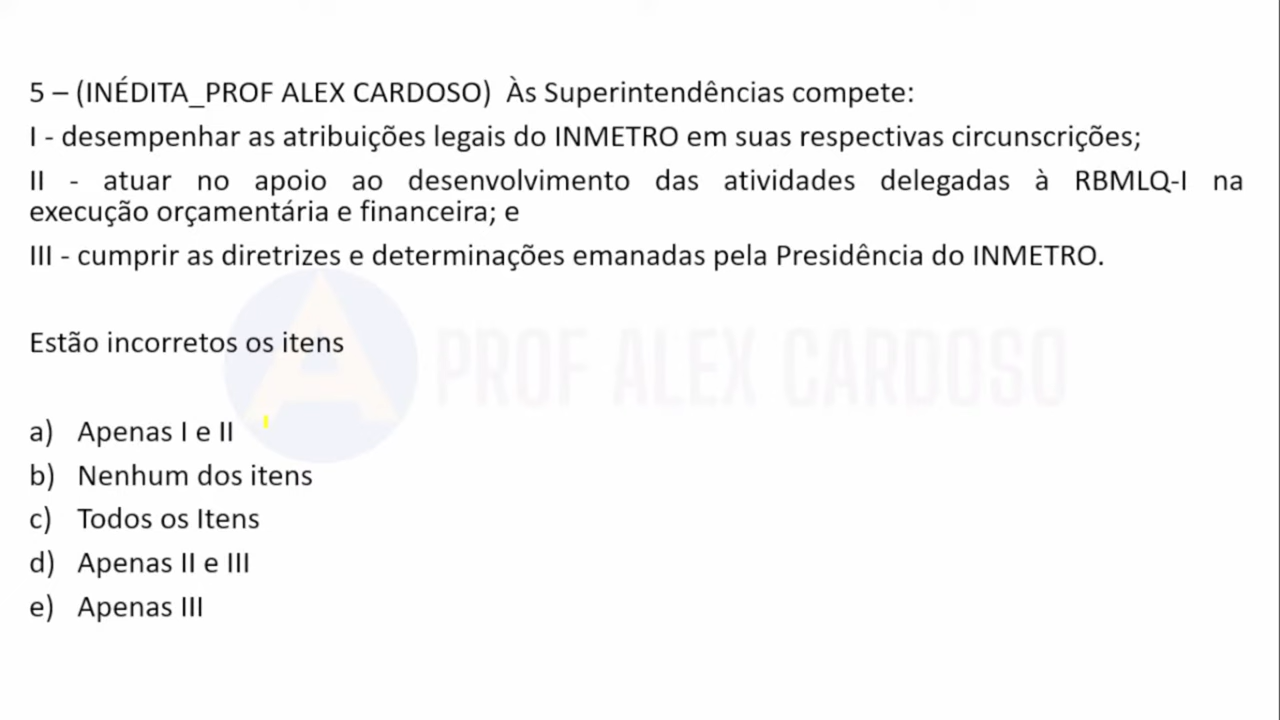 5 – (INÉDITA_PROF ALEX CARDOSO) Às Superintendências compete:
I - desempenhar as atribuições legais do INMETRO em suas respectivas circunscrições;
II - atuar no apoio ao desenvolvimento das atividades delegadas à RBMLQ-I na
execução orçamentária e financeira; e
III - cumprir as diretrizes e determinações emanadas pela Presidência do INMETRO.
Estão incorretos os itens
PROF ALEX CARDOSO
a) Apenas I e II
b) Nenhum dos itens
c) Todos os Itens
d) Apenas II e III
e) Apenas III